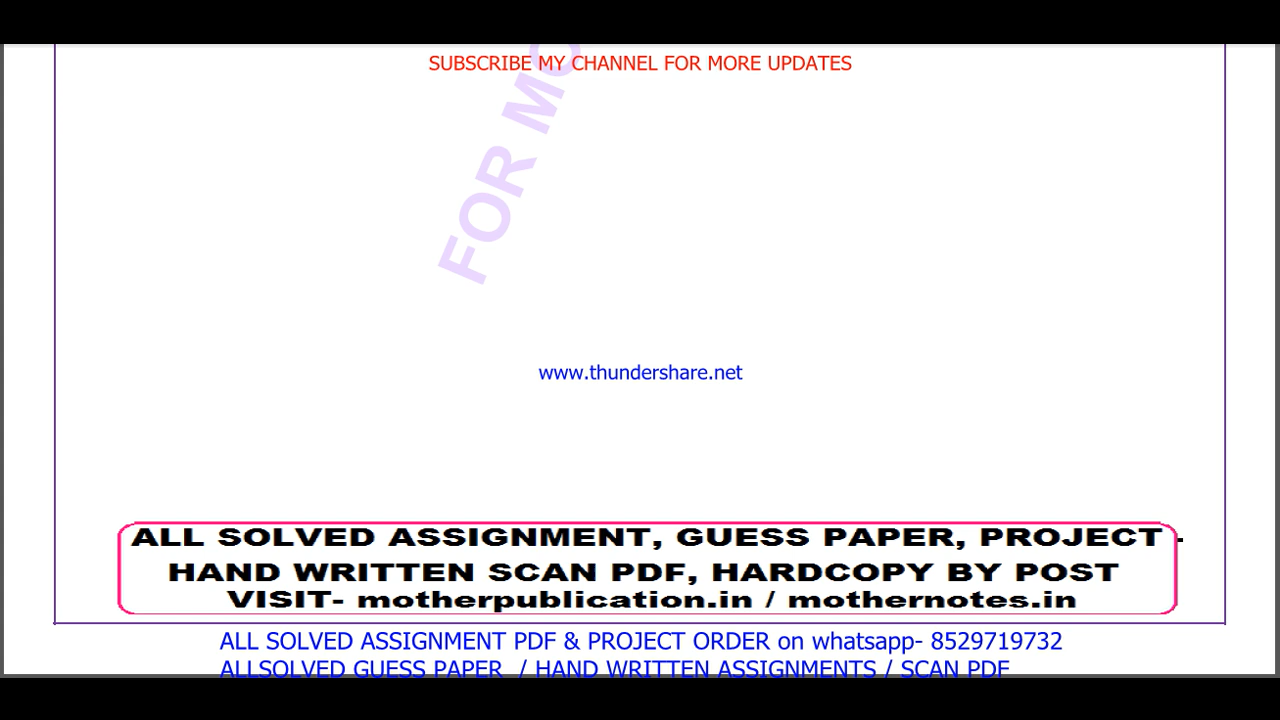 SUBSCRIBE MY CHANNEL FOR MORE UPDATES
FOR MO
www.thundershare.net
ALL SOLVED ASSIGNMENT, GUESS PAPER, PROJECT -
HAND WRITTEN SCAN PDF, HARDCOPY BY POST
VISIT- motherpublication.in / mothernotes.in
ALL SOLVED ASSIGNMENT PDF & PROJECT ORDER on whatsapp- 8529719732
ALLSOLVED GUESS PAPER / HAND WRITTEN ASSIGNMENTS / SCAN PDF